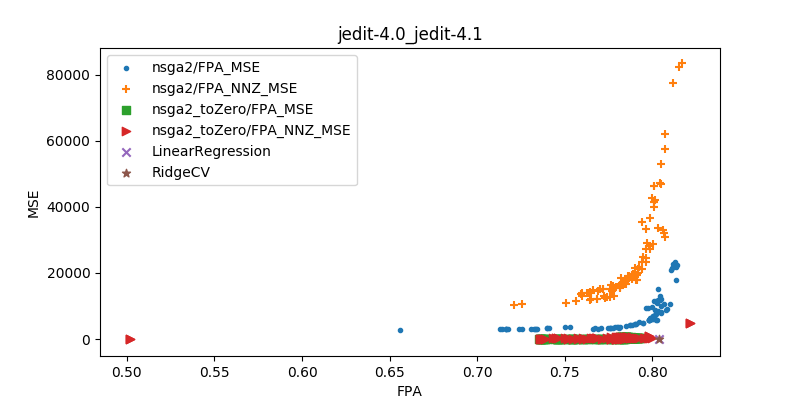 jedit-4.0_jedit-4.1
nsga2/FPA_MSE
nsga2/FPA_NNZ_MSE
nsga2_toZero/FPA_MSE
nsga2_toZero/FPA_NNZ_MSE
LinearRegression
RidgeCV
80000
60000
40000
20000
0
MSE
0.50 0.55 0.60 0.65 0.70 0.75 0.80
FPA